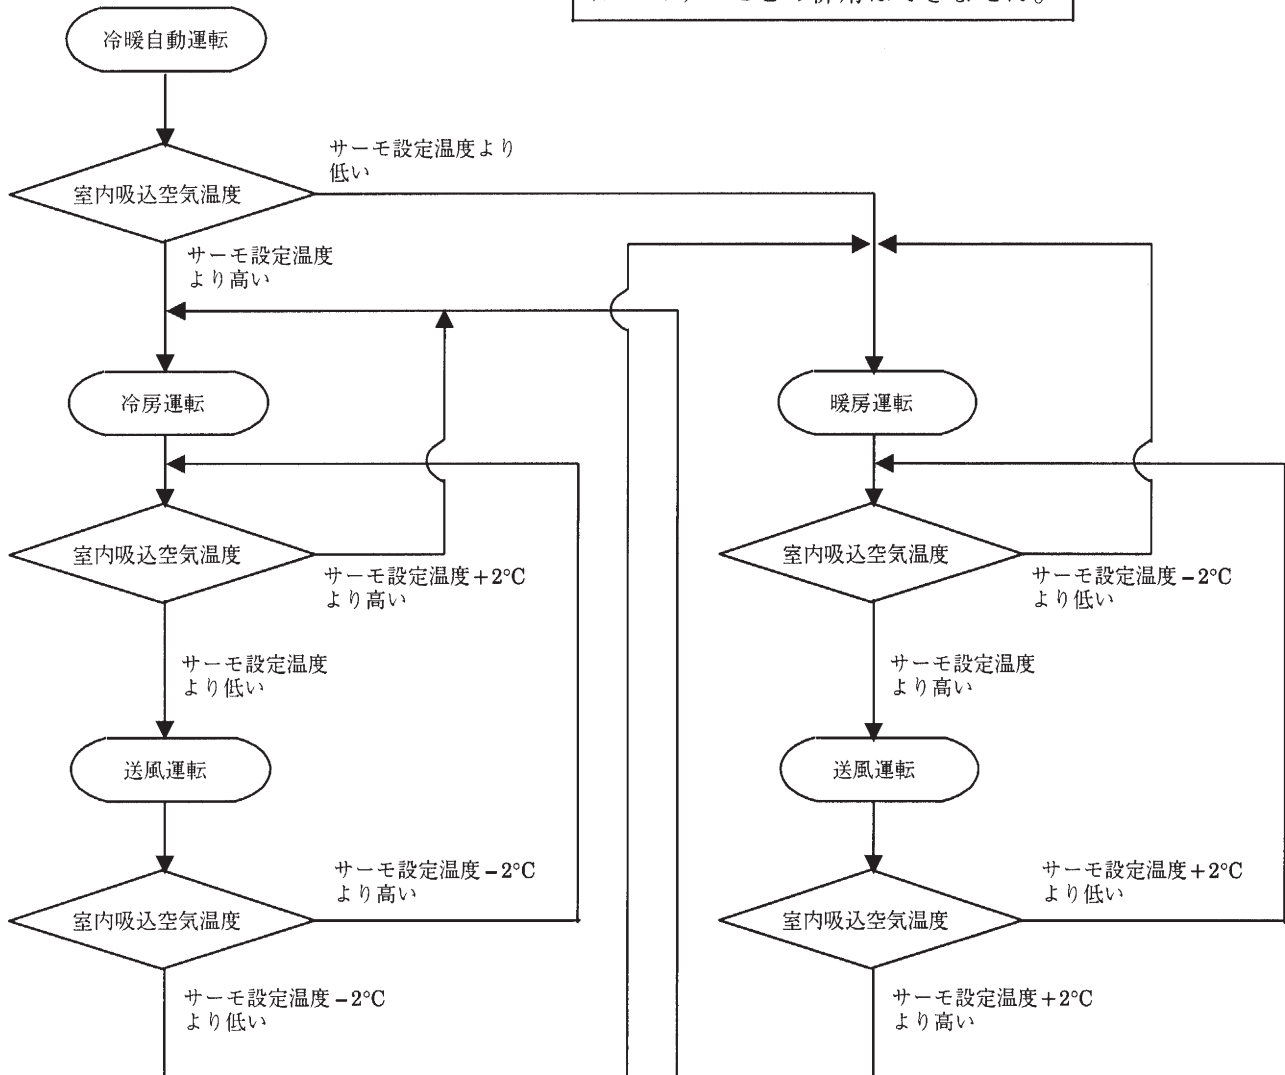 冷暖自動運転
サーモ設定温度より
低い
室内吸込空気温度
サーモ設定温度
より高い
冷房運転
暖房運転
室内吸込空気温度
室内吸込空気温度
サーモ設定温度+2°C
より高い
サーモ設定温度-2°C
より低い
サーモ設定温度
より低い
サーモ設定温度
より高い
送風運転
送風運転
サーモ設定温度-2°C
より高い
サーモ設定温度+2°C
より低い
室内吸込空気温度
室内吸込空気温度
サーモ設定温度-2°C
より低い
サーモ設定温度+2°C
より高い